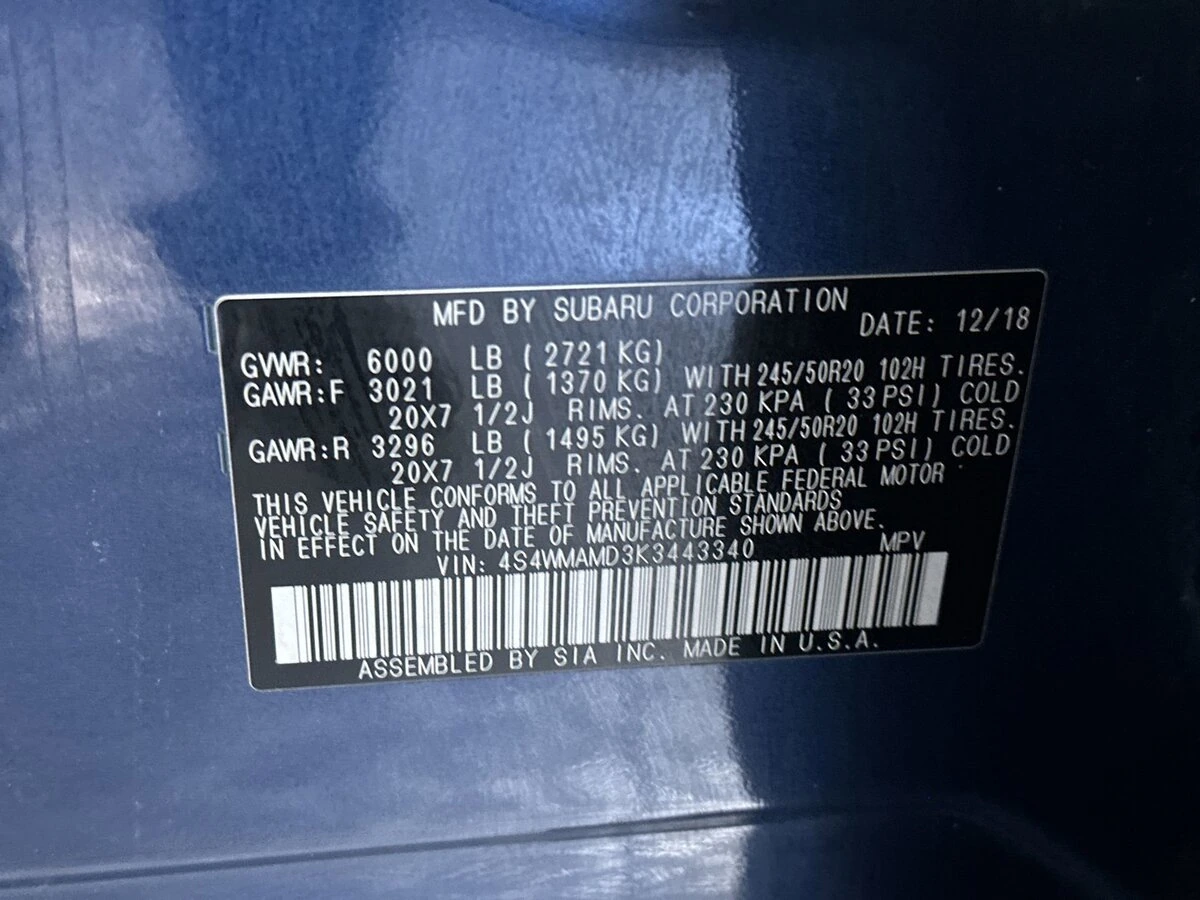 MFD BY SUBARU CORPORATION
DATE: 12/18
GVWR: 6000 LB ( 2721 KG)
GAWR:F 3021 LB ( 1370 KG) WITH 245/50R20 102H TIRES.
20X7 1/2J RIMS. AT 230 KPA ( 33 PSI) COLD
GAWR:R 3296 LB ( 1495 KG) WITH 245/50R20 102H TIRES.
20X7 1/2J RIMS. AT 230 KPA ( 33 PSI) COLD
THIS VEHICLE CONFORMS TO ALL APPLICABLE FEDERAL MOTOR
VEHICLE SAFETY AND THEFT PREVENTION STANDARDS
IN EFFECT ON THE DATE OF MANUFACTURE SHOWN ABOVE.
VIN: 4S4WMAMD3K3443340 MPV
ASSEMBLED BY SIA INC. MADE IN U.S.A.